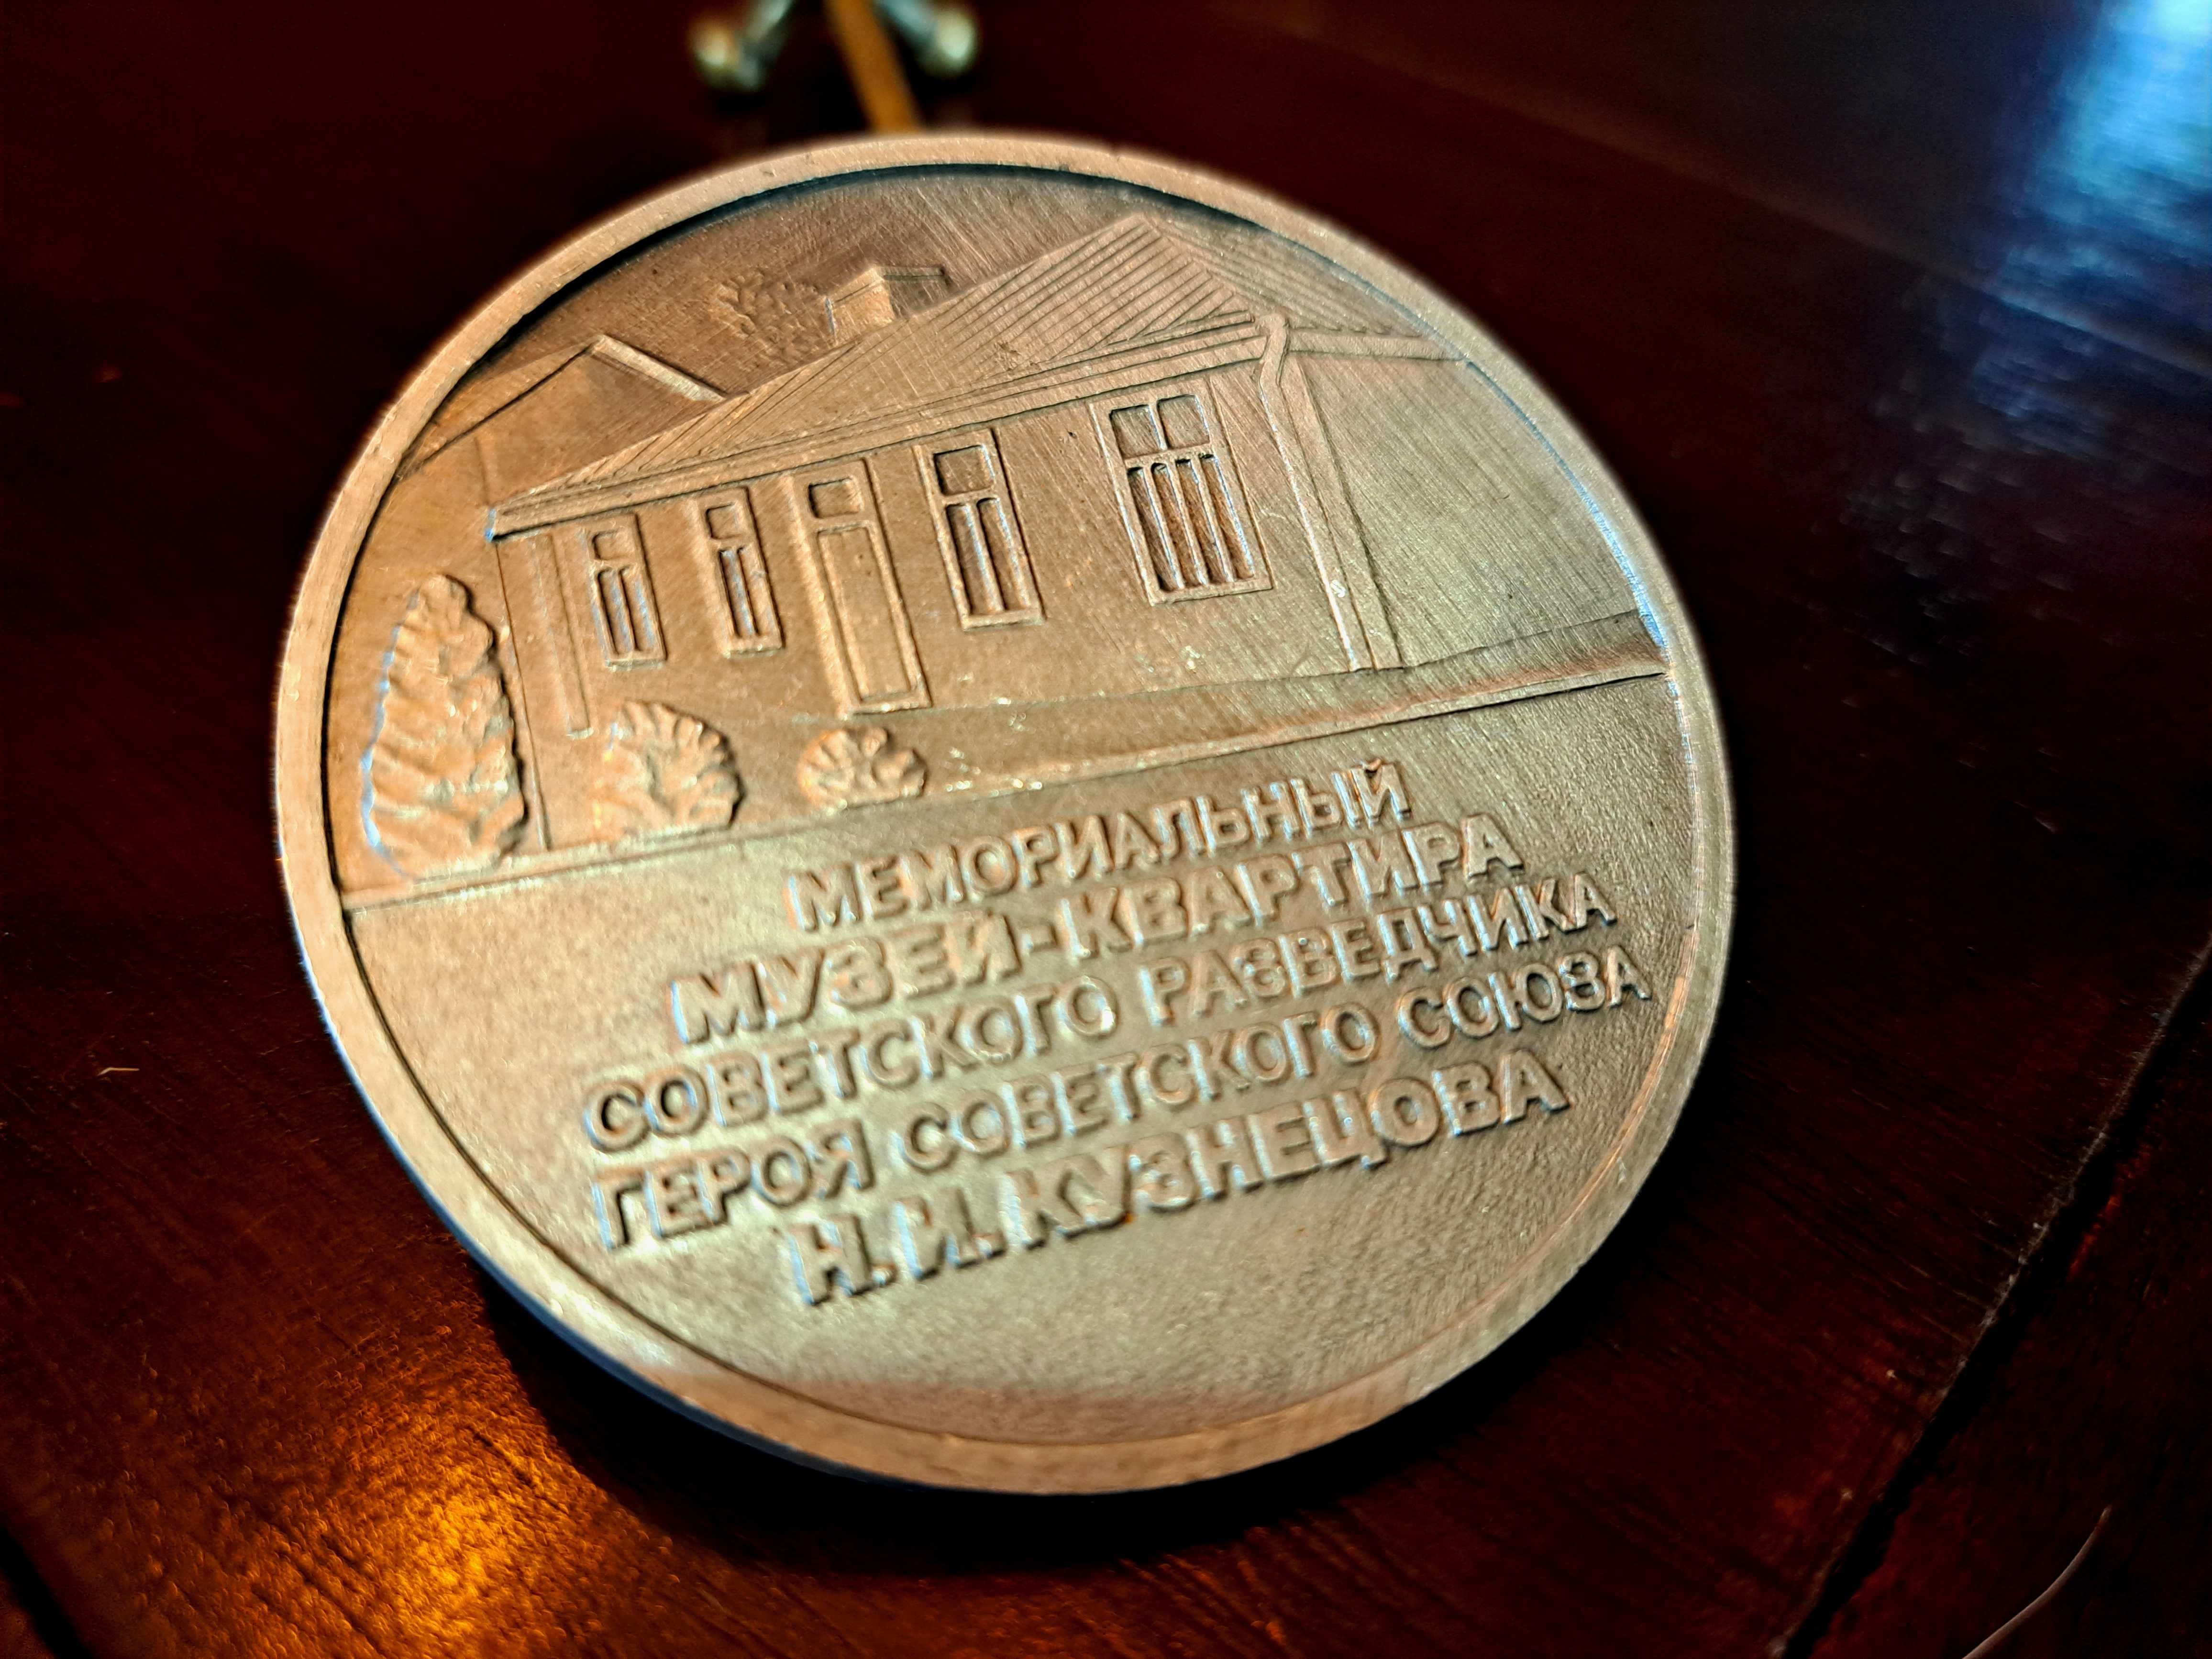 МЕМОРИАЛЬНЫЙ
МУЗЕЙ-КВАРТИРА
СОВЕТСКОГО РАЗВЕДЧИКА
ГЕРОЯ СОВЕТСКОГО СОЮЗА
Н.И.КУЗНЕЦОВА